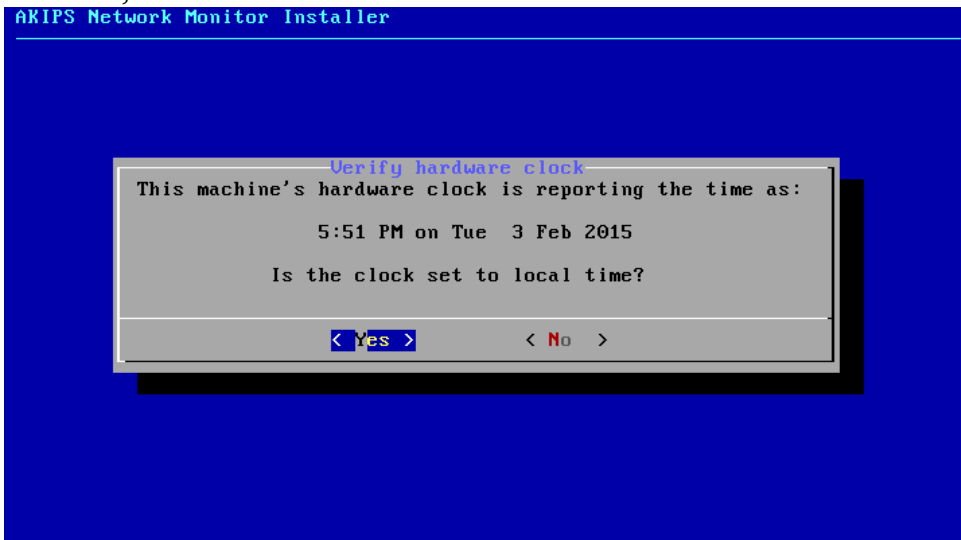 AKIPS Network Monitor Installer
Verify hardware clock
This machine's hardware clock is reporting the time as:
5:51 PM on Tue  3 Feb 2015
Is the clock set to local time?
< Yes >   < No >